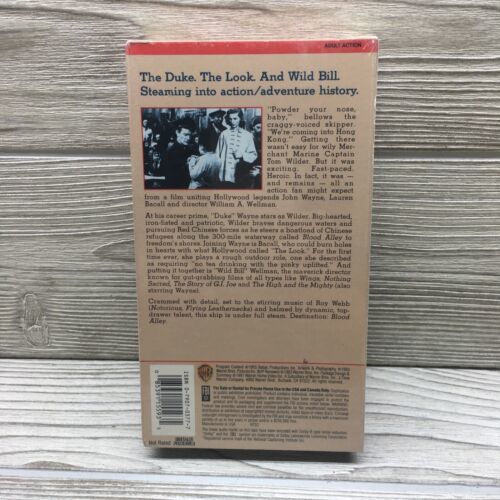 ADULT ACTION
The Duke. The Look. And Wild Bill.
Steaming into action/adventure history.
"Powder your nose,
baby," bellows the
craggy-voiced skipper.
"We're coming into Hong
Kong." Getting there
wasn't easy for wily Mer-
chant Marine Captain
Tom Wilder. But it was
exciting. Fast-paced.
Heroic. In fact, it was —
and remains — all an
action fan might expect
from a film uniting Hollywood legends John Wayne, Lauren
Bacall and director William A. Wellman.
At his career prime, "Duke" Wayne stars as Wilder. Big-hearted,
iron-fisted and patriotic, Wilder braves dangerous waters and
pursuing Red Chinese forces as he steers a boatload of Chinese
refugees along the 300-mile waterway called Blood Alley to
freedom's shores. Joining Wayne is Bacall, who could burn holes
in hearts with what Hollywood called "The Look." For the first
time ever, she plays a rough outdoor role, one she described
as requiring "no tea drinking with the pinky uplifted." And
putting it together is "Wild Bill" Wellman, the maverick director
known for gut-grabbing films of all types like Wings, Nothing
Sacred, The Story of G.I. Joe and The High and the Mighty (also
starring Wayne).
Crammed with detail, set to the stirring music of Roy Webb
(Notorious, Flying Leathernecks) and helmed by dynamic, top-
drawer talent, this ship is under full steam. Destination: Blood
Alley.
Not Rated